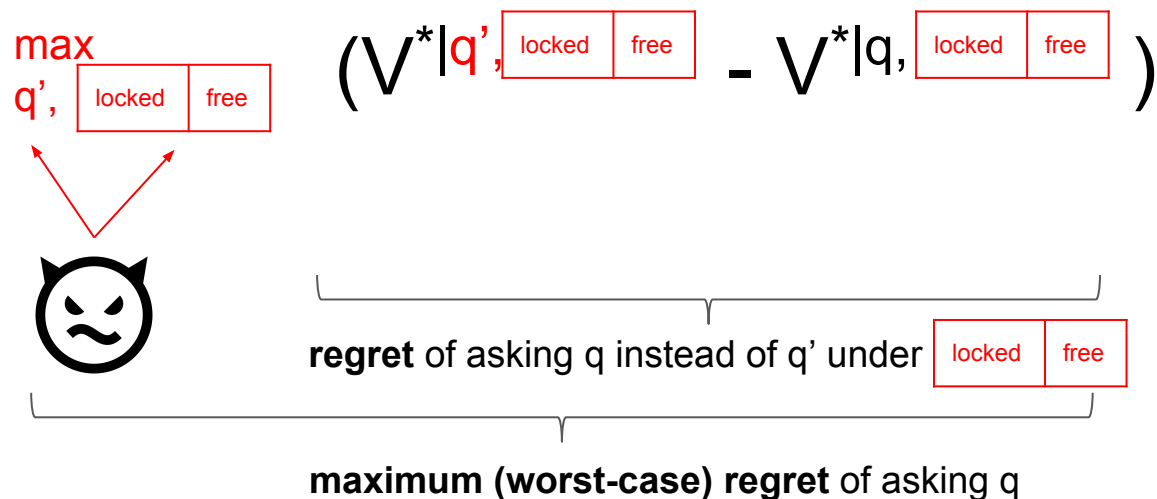 max
q’, locked free
(V*|q’, locked free - V*|q, locked free )
regret of asking q instead of q’ under locked free
maximum (worst-case) regret of asking q